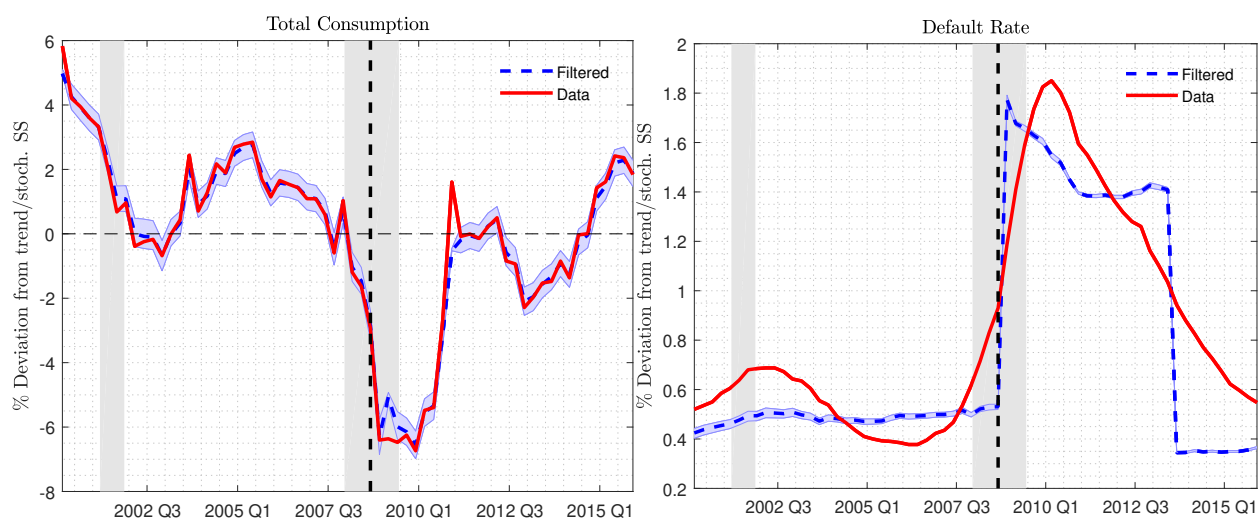 Total Consumption
% Deviation from trend/stoch. SS
6
4
2
0
-2
-4
-6
-8
Filtered
Data
2002 Q3
2005 Q1
2007 Q3
2010 Q1
2012 Q3
2015 Q1
Default Rate
% Deviation from trend/stoch. SS
2
1.8
1.6
1.4
1.2
1
0.8
0.6
0.4
0.2
Filtered
Data
2002 Q3
2005 Q1
2007 Q3
2010 Q1
2012 Q3
2015 Q1